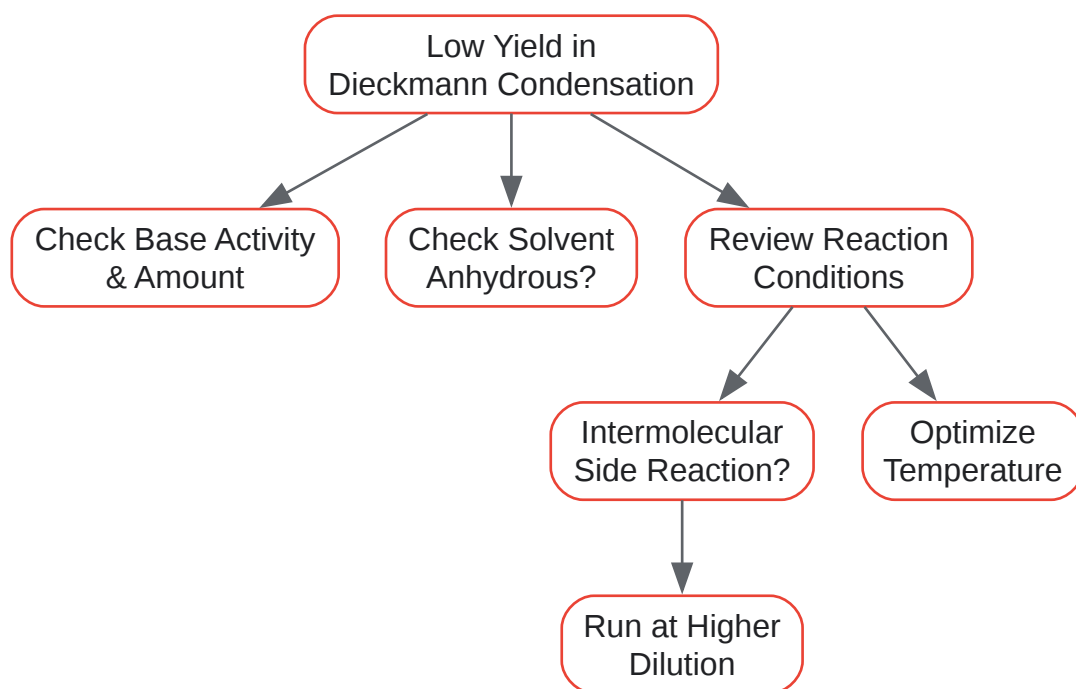 Low Yield in
Dieckmann Condensation
Check Base Activity
& Amount
Check Solvent
Anhydrous?
Review Reaction
Conditions
Intermolecular
Side Reaction?
Optimize
Temperature
Run at Higher
Dilution